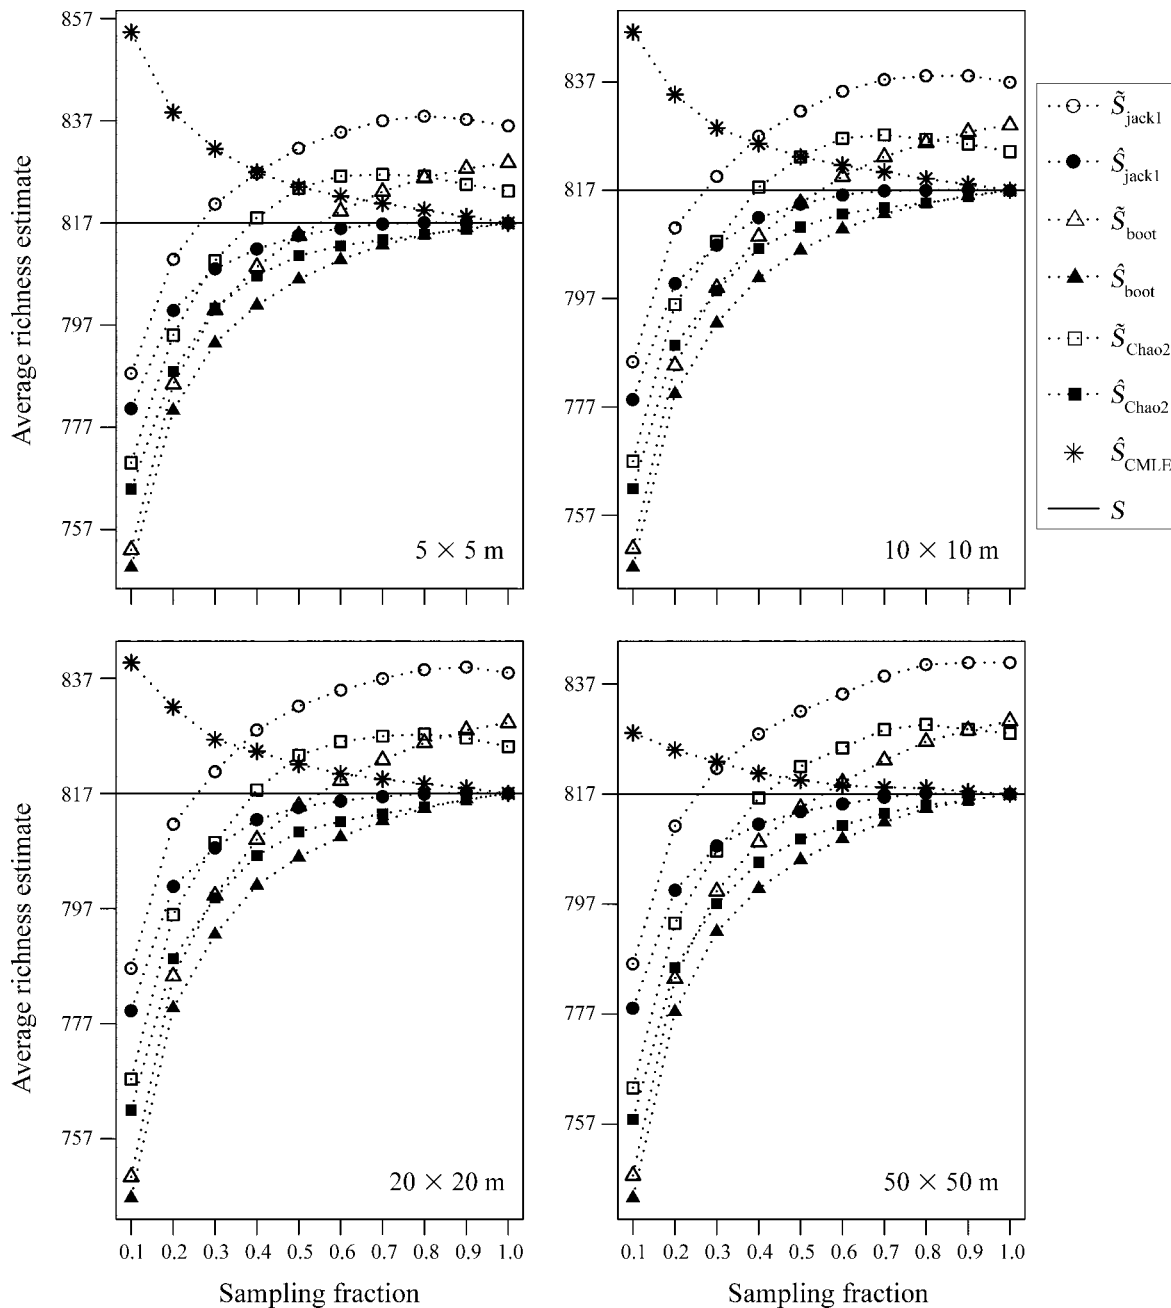 Average richness estimate
857
837
817
797
777
757
5 × 5 m
837
817
797
777
757
10 × 10 m
S̃jack1
Ŝjack1
S̃boot
Ŝboot
S̃Chao2
ŜChao2
ŜCMLE
S
Average richness estimate
837
817
797
777
757
20 × 20 m
0.1 0.2 0.3 0.4 0.5 0.6 0.7 0.8 0.9 1.0
Sampling fraction
837
817
797
777
757
50 × 50 m
0.1 0.2 0.3 0.4 0.5 0.6 0.7 0.8 0.9 1.0
Sampling fraction